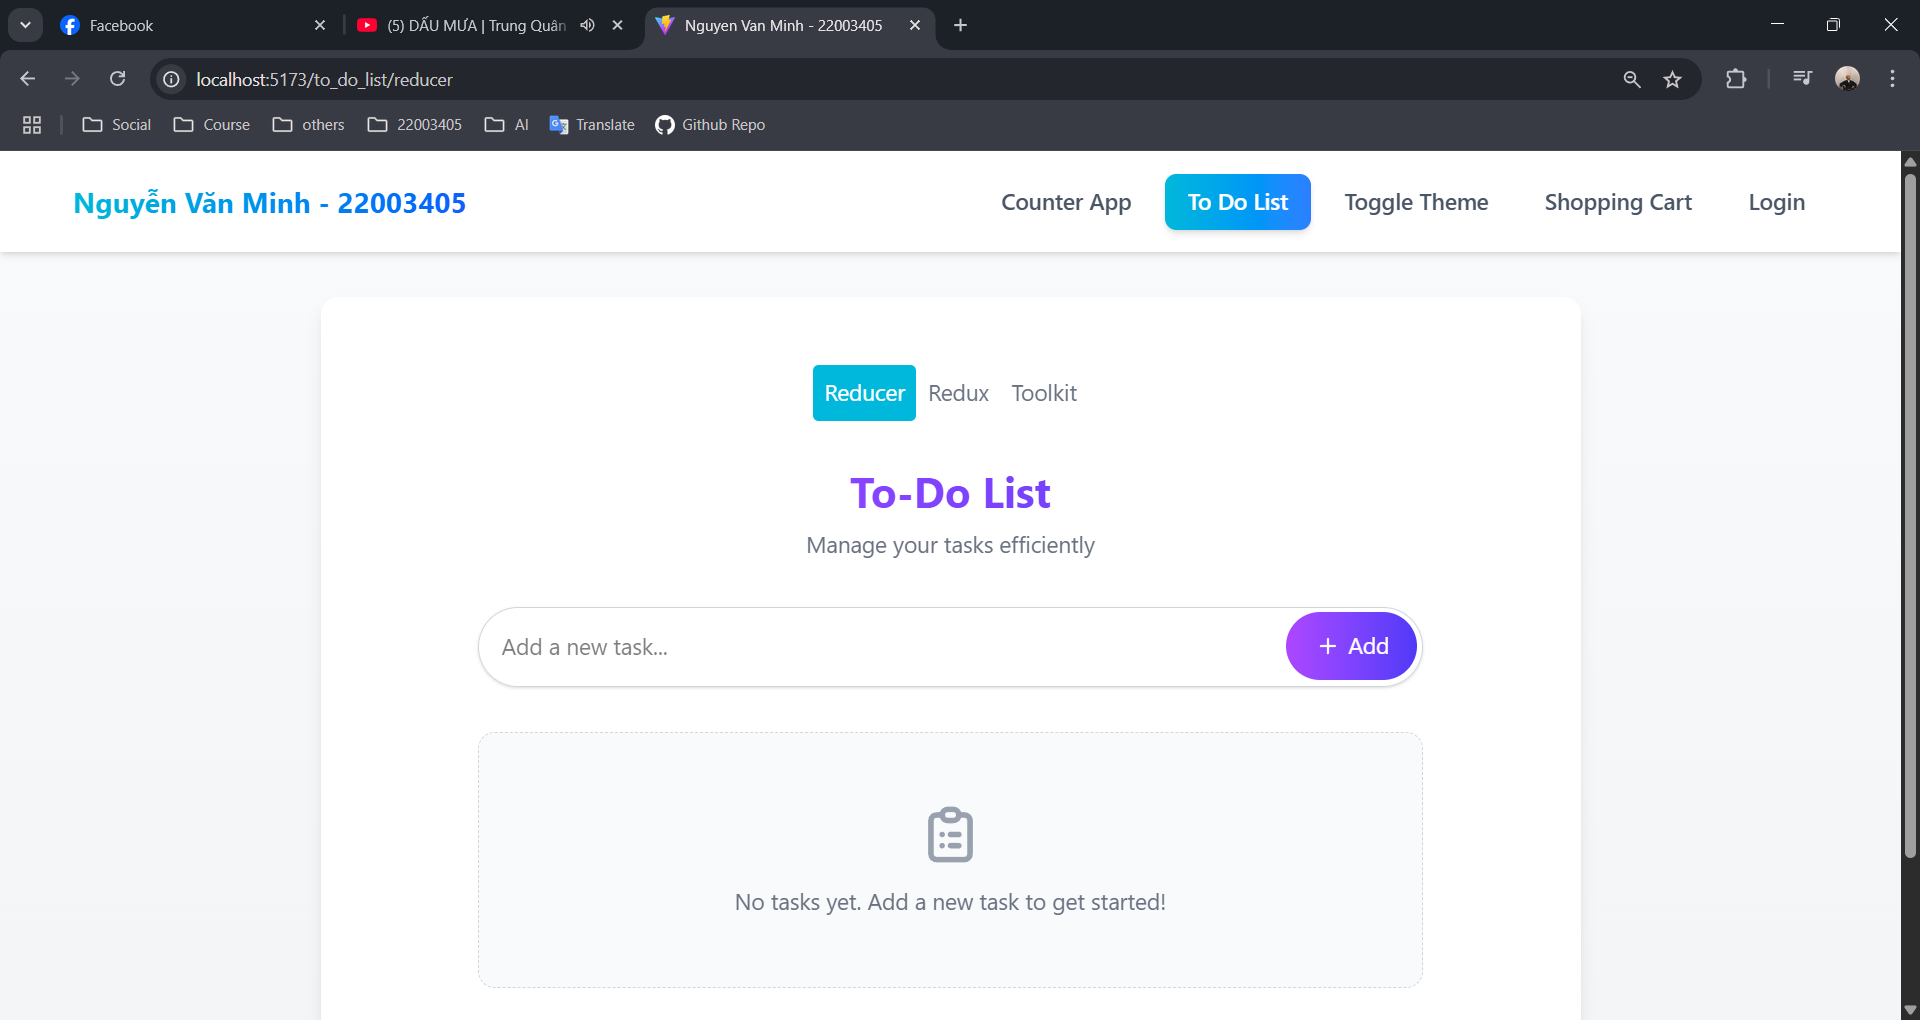 Facebook
(5) DẤU MƯA | Trung Quân
Nguyen Van Minh - 22003405
localhost:5173/to_do_list/reducer
Social
Course
others
22003405
AI
Translate
Github Repo
Nguyễn Văn Minh - 22003405
Counter App
To Do List
Toggle Theme
Shopping Cart
Login
Reducer
Redux
Toolkit
To-Do List
Manage your tasks efficiently
Add a new task...
+ Add
No tasks yet. Add a new task to get started!